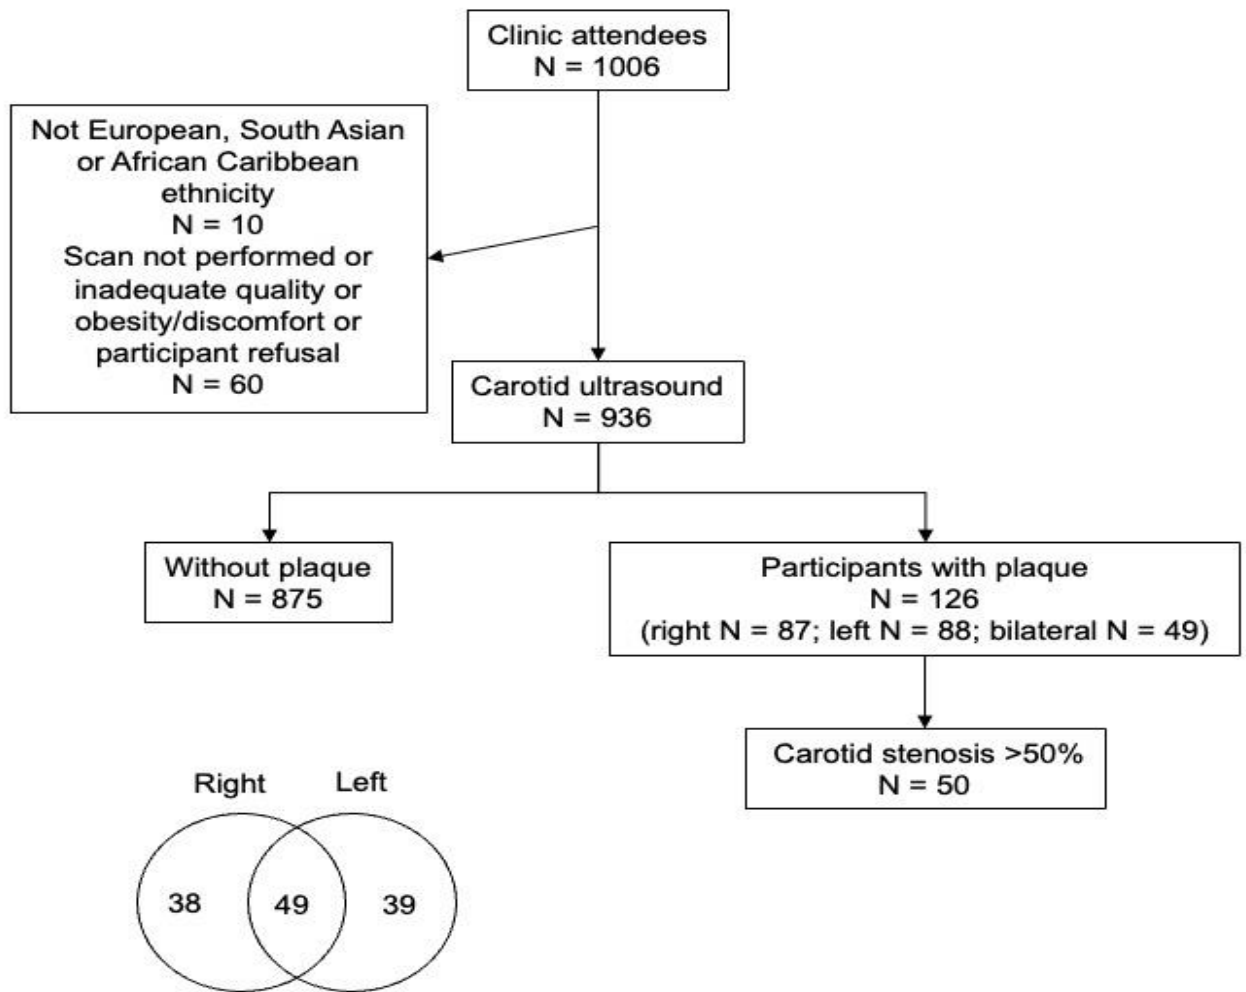 Clinic attendees
N = 1006
Not European, South Asian
or African Caribbean
ethnicity
N = 10
Scan not performed or
inadequate quality or
obesity/discomfort or
participant refusal
N = 60
Carotid ultrasound
N = 936
Without plaque
N = 875
Participants with plaque
N = 126
(right N = 87; left N = 88; bilateral N = 49)
Carotid stenosis >50%
N = 50
Right Left
38 49 39